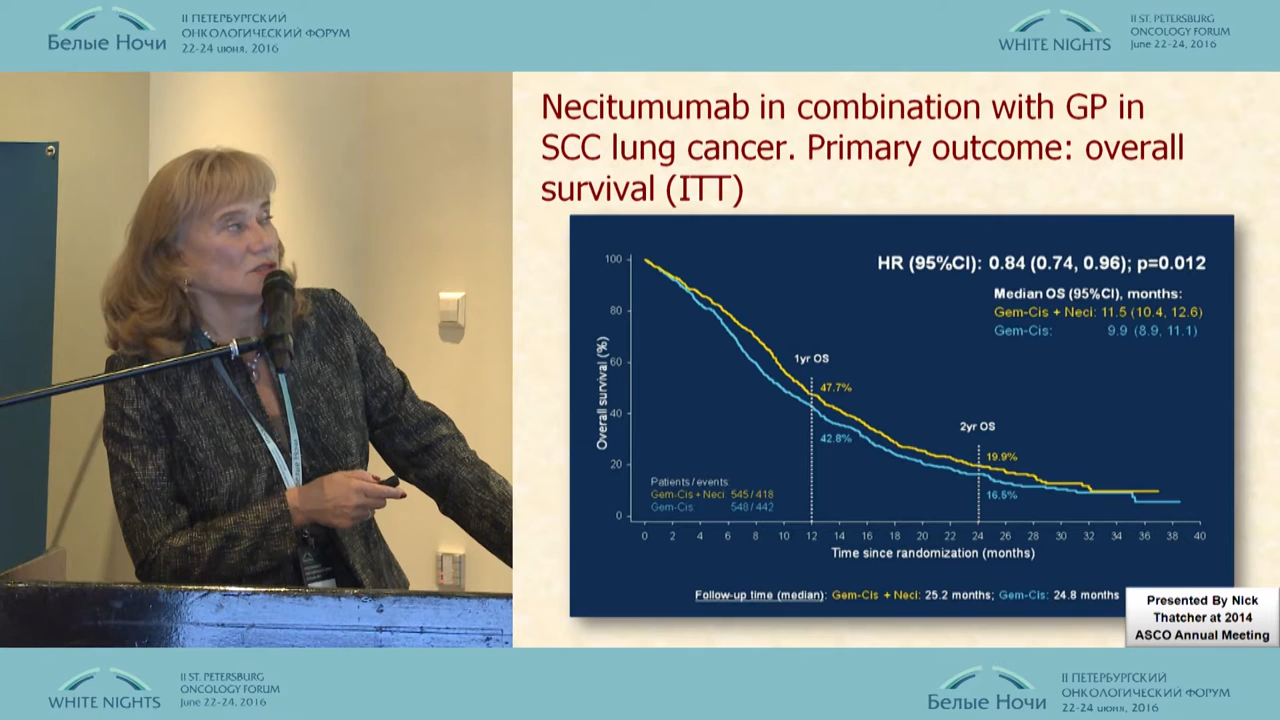 Белые Ночи
II ПЕТЕРБУРГСКИЙ
ОНКОЛОГИЧЕСКИЙ ФОРУМ
22-24 июня, 2016
WHITE NIGHTS
II ST. PETERSBURG
ONCOLOGY FORUM
June 22-24, 2016
Necitumumab in combination with GP in
SCC lung cancer. Primary outcome: overall
survival (ITT)
HR (95%CI): 0.84 (0.74, 0.96); p=0.012
Median OS (95%CI), months:
Gem-Cis + Neci: 11.5 (10.4, 12.6)
Gem-Cis: 9.9 (8.9, 11.1)
Overall survival (%)
100
80
60
40
20
0
1yr OS
47.7%
42.8%
2yr OS
19.9%
16.5%
Patients / events:
Gem-Cis + Neci 545 / 418
Gem-Cis: 548 / 442
0 2 4 6 8 10 12 14 16 18 20 22 24 26 28 30 32 34 36 38 40
Time since randomization (months)
Follow-up time (median): Gem-Cis + Neci: 25.2 months; Gem-Cis: 24.8 months
Presented By Nick
Thatcher at 2014
ASCO Annual Meeting
WHITE NIGHTS
II ST. PETERSBURG
ONCOLOGY FORUM
June 22-24, 2016
Белые Ночи
II ПЕТЕРБУРГСКИЙ
ОНКОЛОГИЧЕСКИЙ ФОРУМ
22-24 июня, 2016